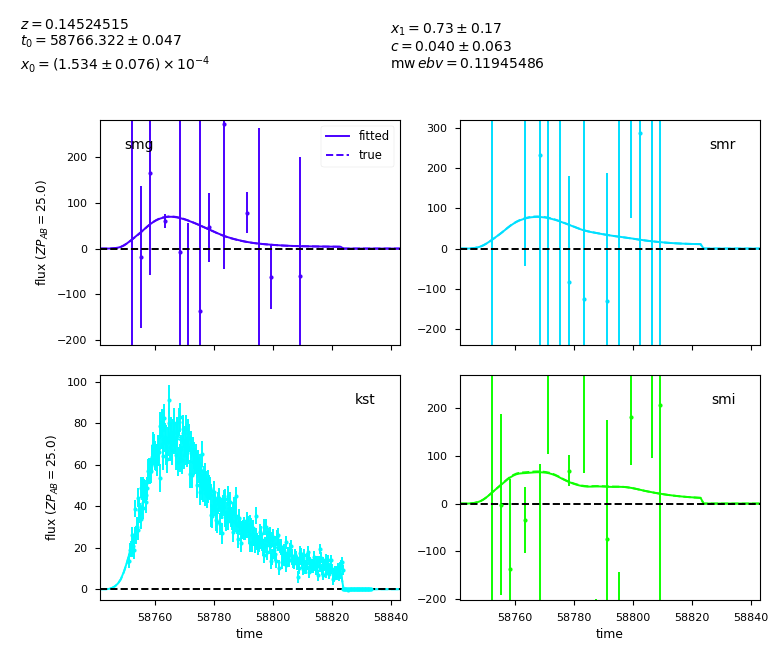 z = 0.14524515
t₀ = 58766.322 ± 0.047
x₀ = (1.534 ± 0.076) × 10⁻⁴
x₁ = 0.73 ± 0.17
c = 0.040 ± 0.063
mwebv = 0.11945486
smg
fitted
true
200
100
0
−100
−200
flux (ZP_AB = 25.0)
smr
300
200
100
0
−100
−200
kst
100
80
60
40
20
0
flux (ZP_AB = 25.0)
58760 58780 58800 58820 58840
time
smi
200
100
0
−100
−200
58760 58780 58800 58820 58840
time